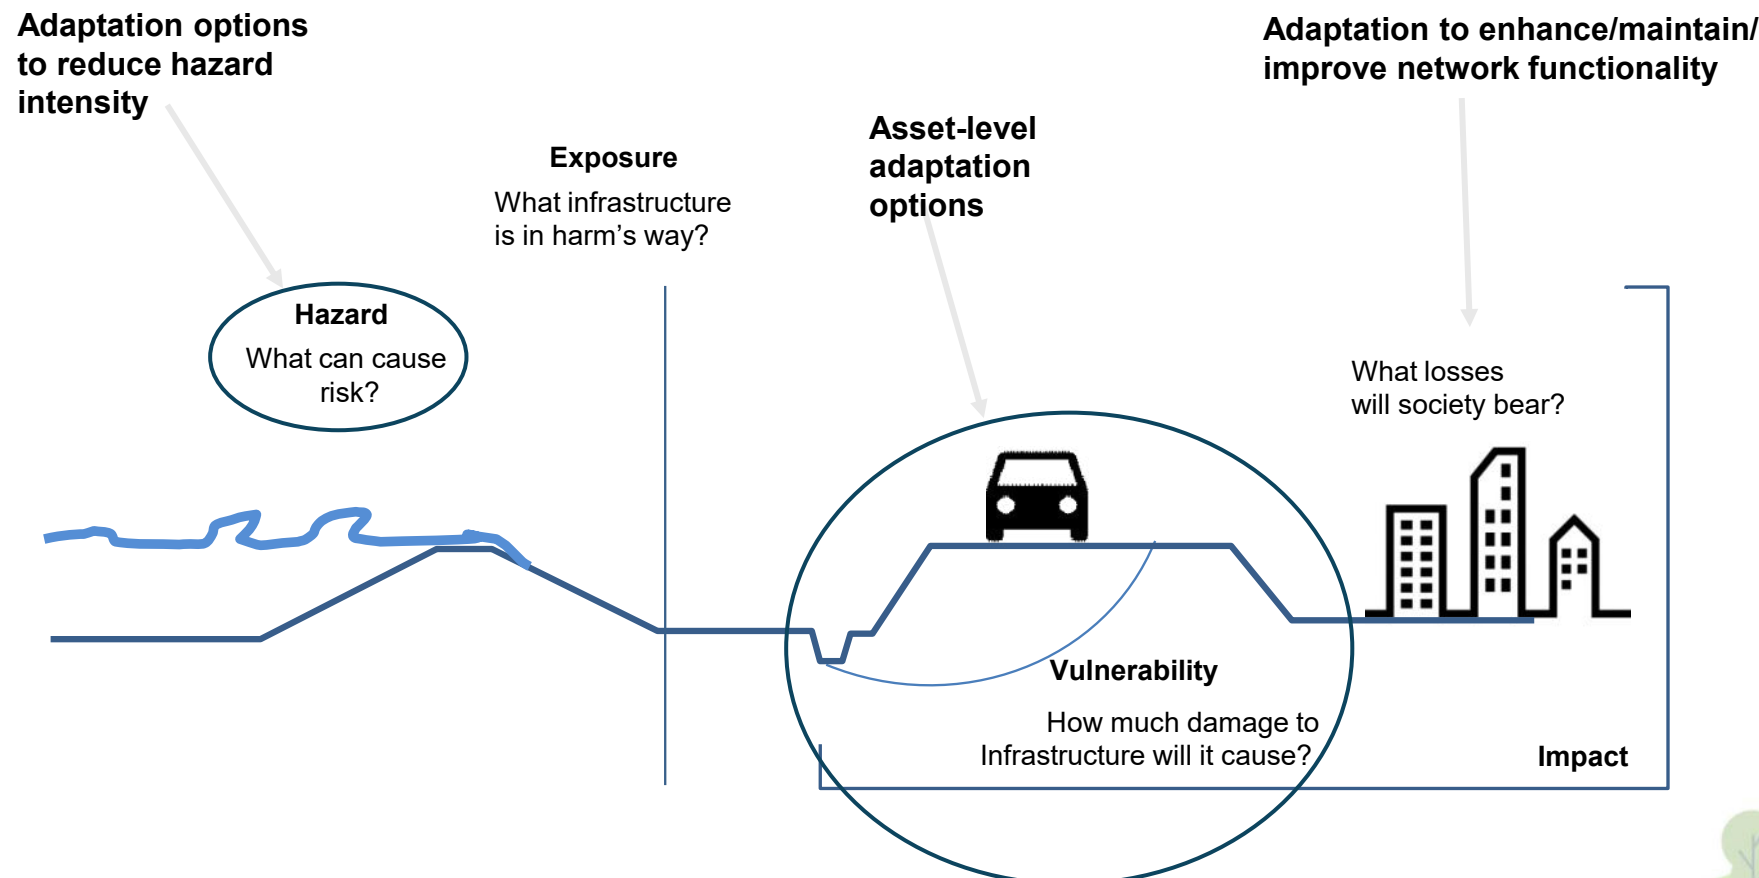 Adaptation options
to reduce hazard
intensity
Adaptation to enhance/maintain/
improve network functionality
Asset-level
adaptation
options
Exposure
What infrastructure
is in harm’s way?
Hazard
What can cause
risk?
What losses
will society bear?
Vulnerability
How much damage to
Infrastructure will it cause?
Impact